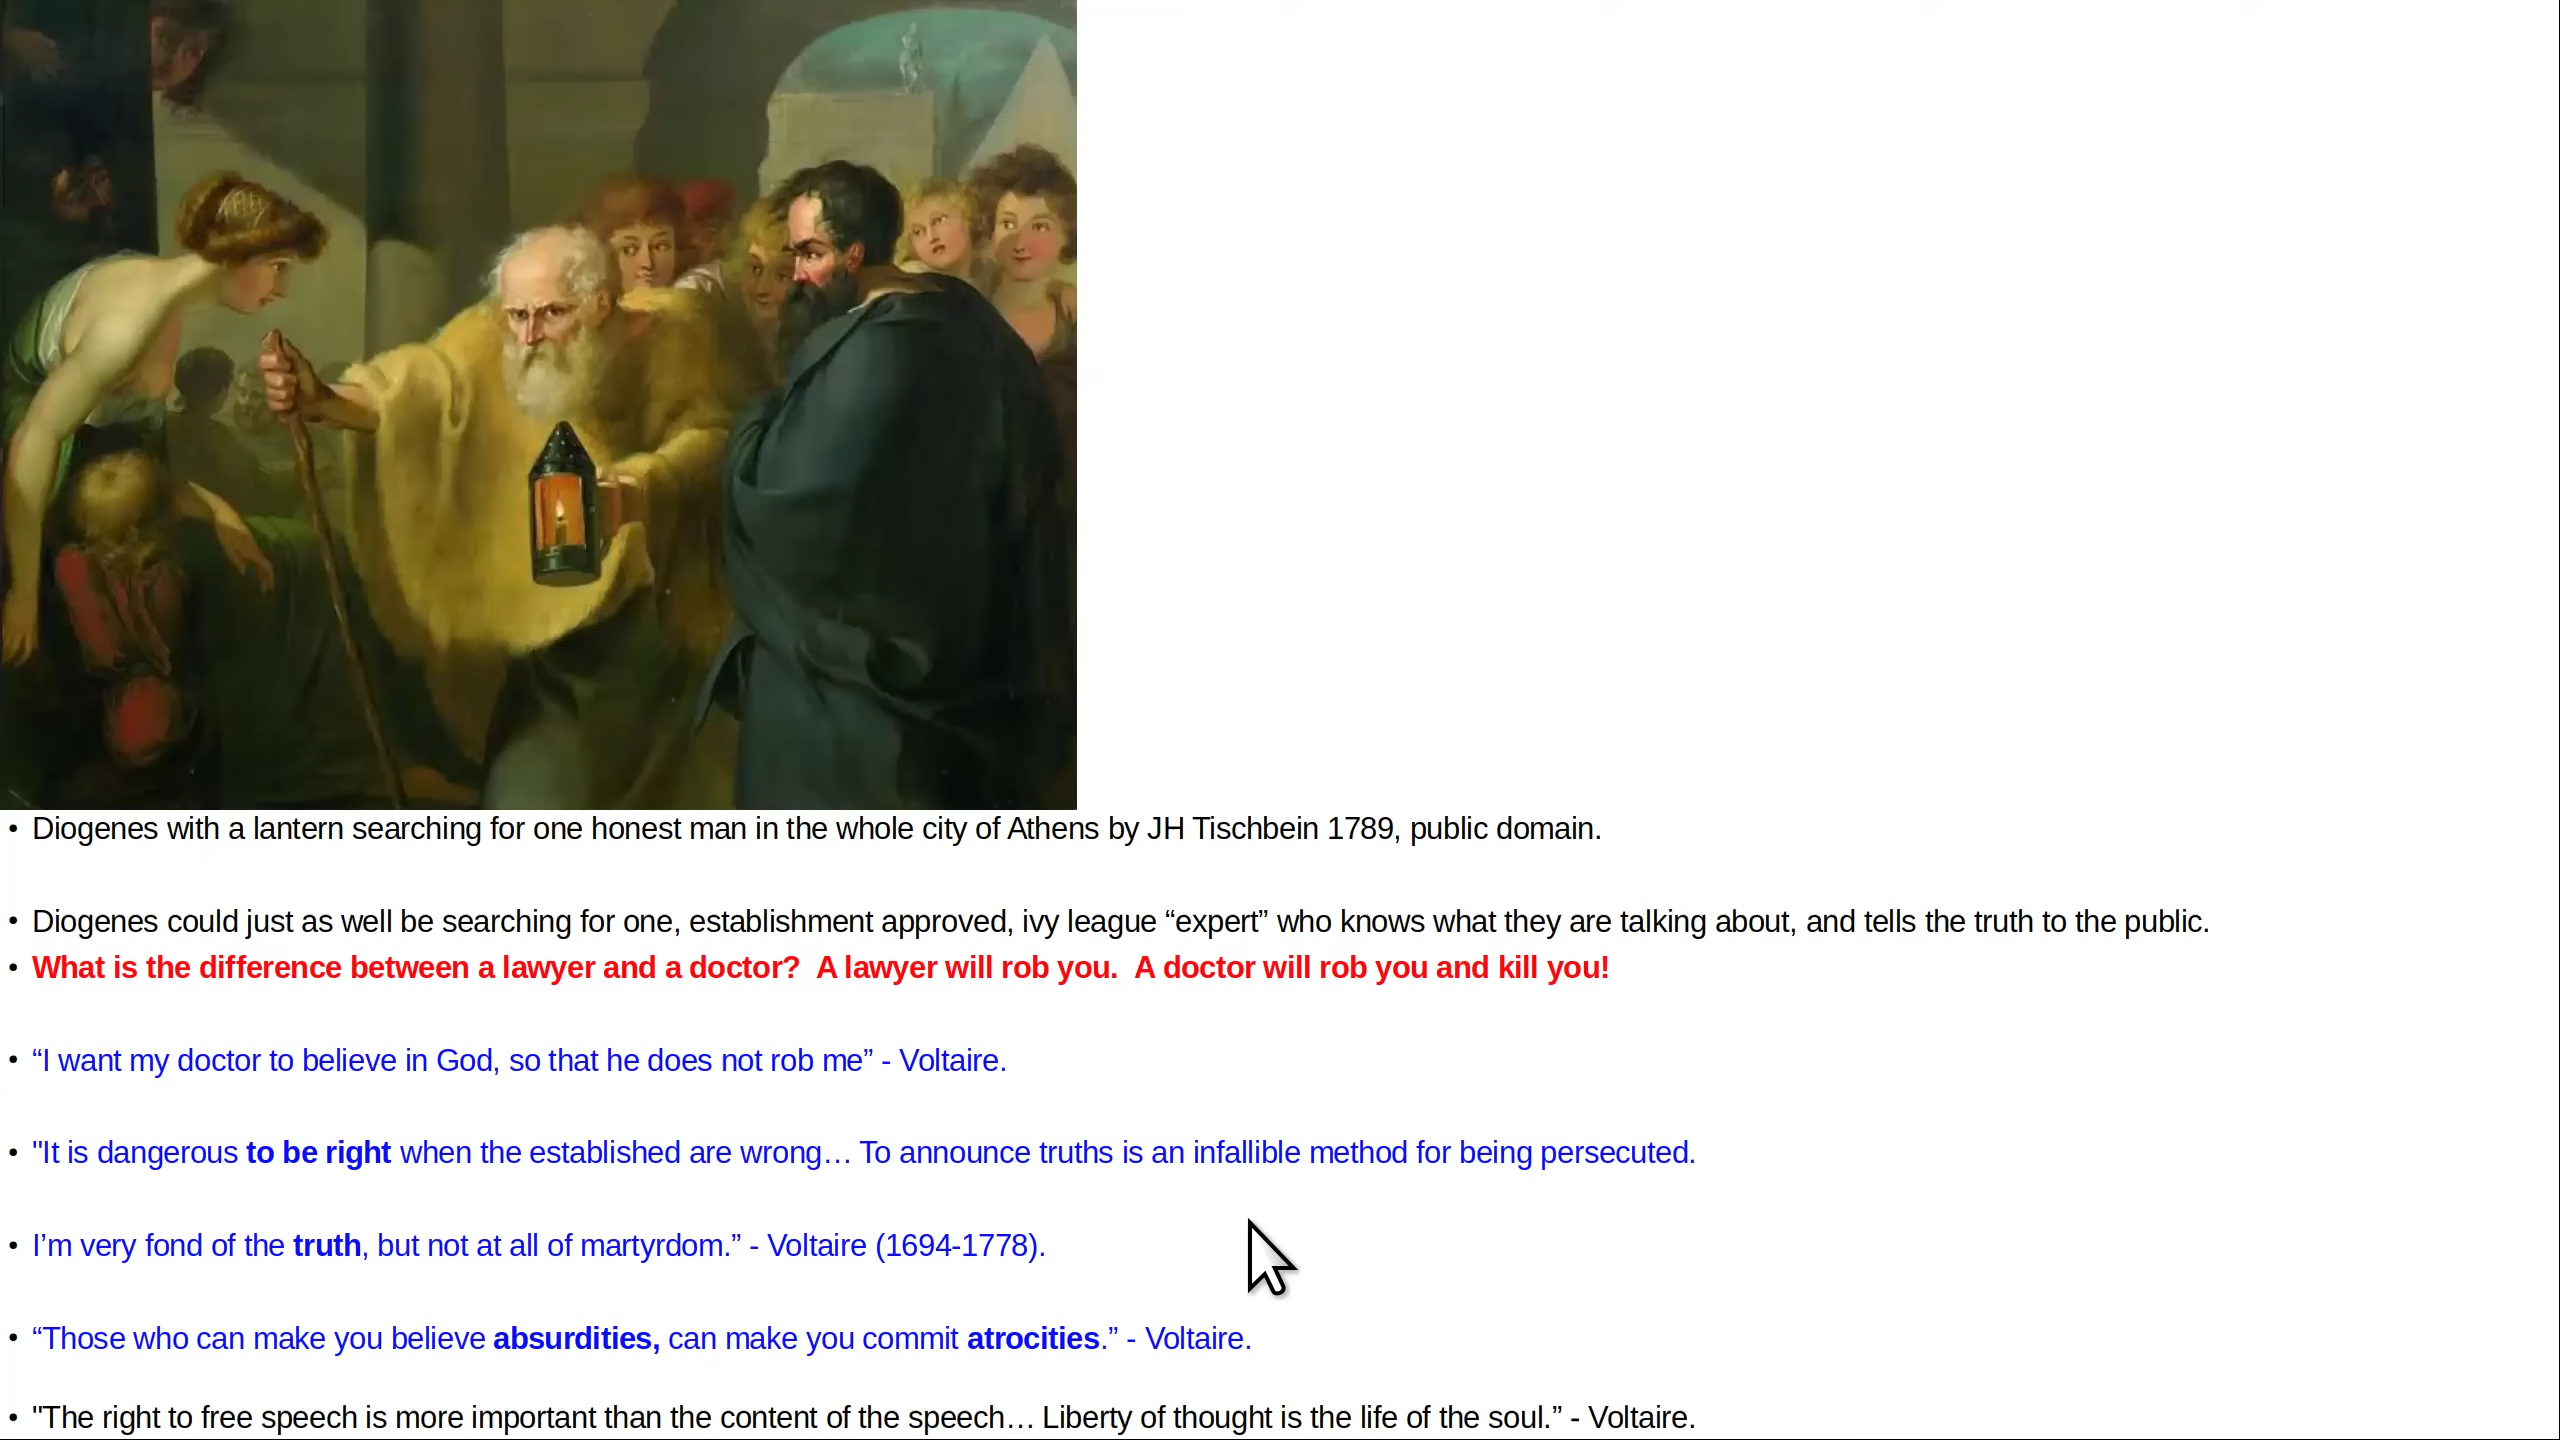 • Diogenes with a lantern searching for one honest man in the whole city of Athens by JH Tischbein 1789, public domain.
• Diogenes could just as well be searching for one, establishment approved, ivy league “expert” who knows what they are talking about, and tells the truth to the public.
• What is the difference between a lawyer and a doctor?  A lawyer will rob you.  A doctor will rob you and kill you!
• “I want my doctor to believe in God, so that he does not rob me” - Voltaire.
• "It is dangerous to be right when the established are wrong… To announce truths is an infallible method for being persecuted.
• I’m very fond of the truth, but not at all of martyrdom.” - Voltaire (1694-1778).
• “Those who can make you believe absurdities, can make you commit atrocities.” - Voltaire.
• "The right to free speech is more important than the content of the speech… Liberty of thought is the life of the soul.” - Voltaire.